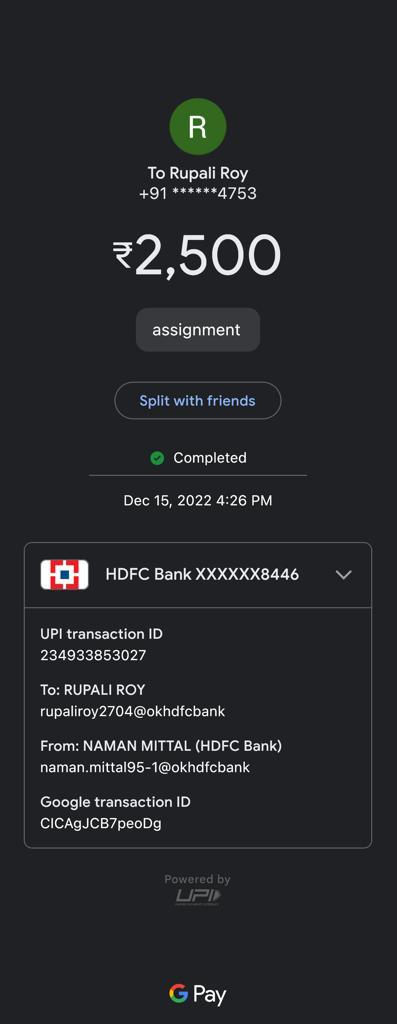 R
To Rupali Roy
+91 ******4753
₹2,500
assignment
Split with friends
Completed
Dec 15, 2022 4:26 PM
HDFC Bank XXXXXX8446
UPI transaction ID
234933853027
To: RUPALI ROY
rupaliroy2704@okhdfcbank
From: NAMAN MITTAL (HDFC Bank)
naman.mittal95-1@okhdfcbank
Google transaction ID
CICAgJCB7peoDg
Powered by
UPI
G Pay